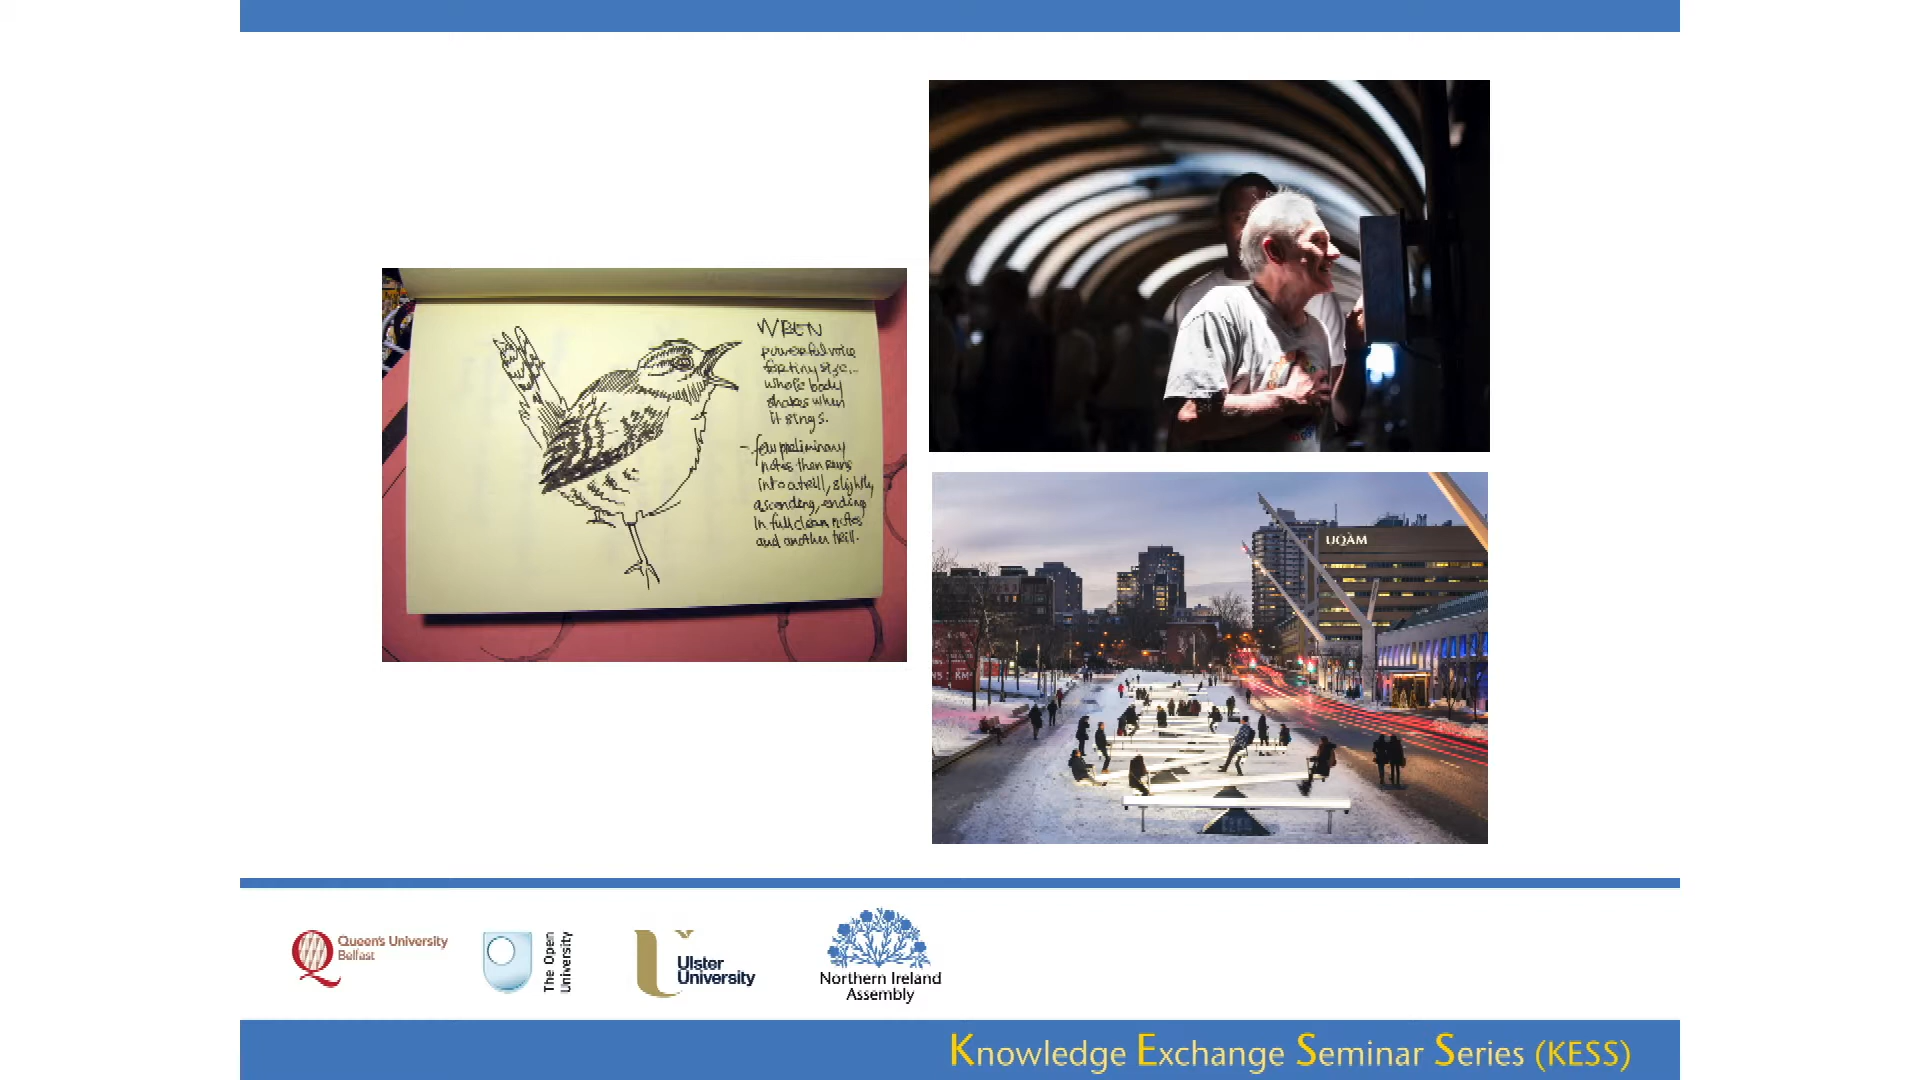 WREN
powerful voice
for tiny size...
whole body
shakes when
it sings.
- few preliminary
notes then runs
into a trill, slightly
ascending, ending
in full clean notes
and another trill.
UQÀM
KM³
Queen's University
Belfast
The Open
University
Ulster
University
Northern Ireland
Assembly
Knowledge Exchange Seminar Series (KESS)